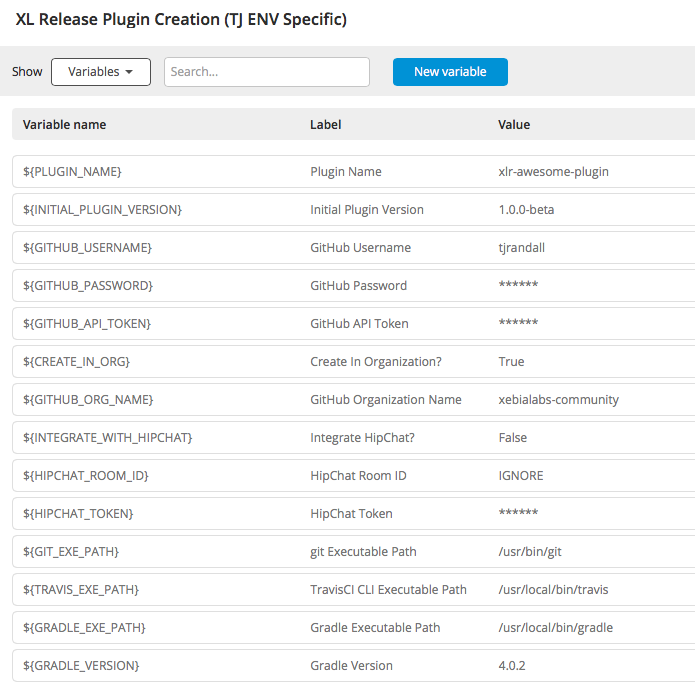 XL Release Plugin Creation (TJ ENV Specific)
Show Variables Search... New variable
Variable name Label Value
${PLUGIN_NAME} Plugin Name xlr-awesome-plugin
${INITIAL_PLUGIN_VERSION} Initial Plugin Version 1.0.0-beta
${GITHUB_USERNAME} GitHub Username tjrandall
${GITHUB_PASSWORD} GitHub Password ******
${GITHUB_API_TOKEN} GitHub API Token ******
${CREATE_IN_ORG} Create In Organization? True
${GITHUB_ORG_NAME} GitHub Organization Name xebialabs-community
${INTEGRATE_WITH_HIPCHAT} Integrate HipChat? False
${HIPCHAT_ROOM_ID} HipChat Room ID IGNORE
${HIPCHAT_TOKEN} HipChat Token ******
${GIT_EXE_PATH} git Executable Path /usr/bin/git
${TRAVIS_EXE_PATH} TravisCI CLI Executable Path /usr/local/bin/travis
${GRADLE_EXE_PATH} Gradle Executable Path /usr/local/bin/gradle
${GRADLE_VERSION} Gradle Version 4.0.2